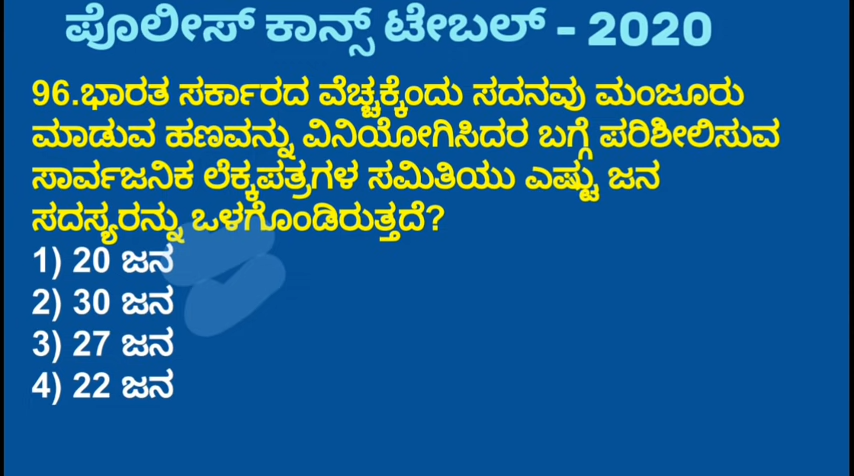 ಪೊಲೀಸ್ ಕಾನ್ಸ್ ಟೇಬಲ್ - 2020
96.ಭಾರತ ಸರ್ಕಾರದ ವೆಚ್ಚಕ್ಕೆಂದು ಸದನವು ಮಂಜೂರು
ಮಾಡುವ ಹಣವನ್ನು ವಿನಿಯೋಗಿಸಿದರ ಬಗ್ಗೆ ಪರಿಶೀಲಿಸುವ
ಸಾರ್ವಜನಿಕ ಲೆಕ್ಕಪತ್ರಗಳ ಸಮಿತಿಯು ಎಷ್ಟು ಜನ
ಸದಸ್ಯರನ್ನು ಒಳಗೊಂಡಿರುತ್ತದೆ?
1) 20 ಜನ
2) 30 ಜನ
3) 27 ಜನ
4) 22 ಜನ